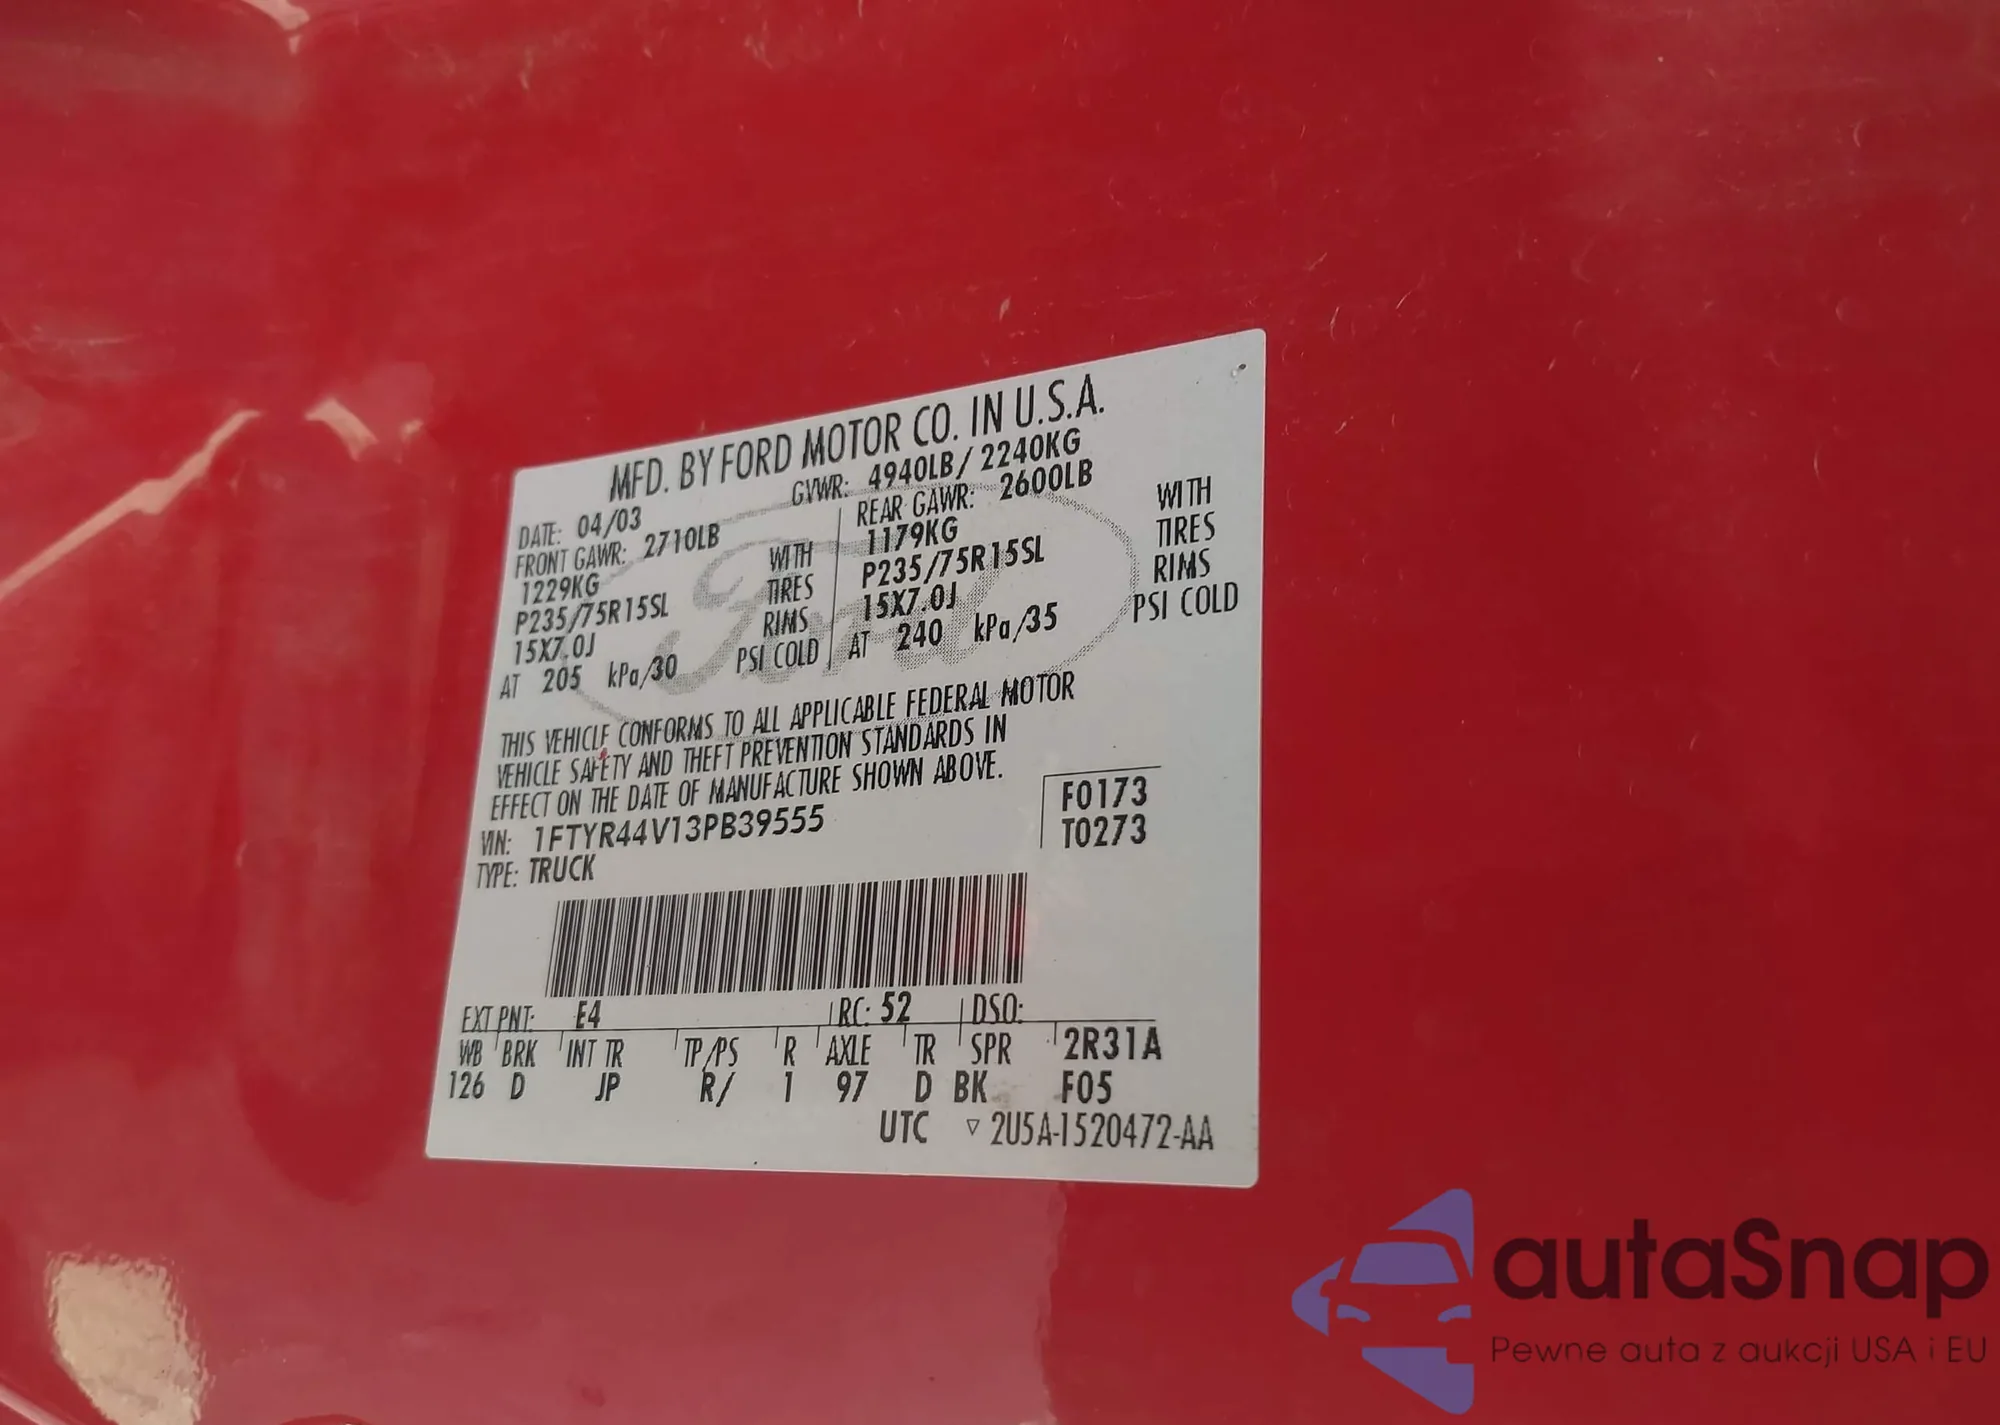 MFD. BY FORD MOTOR CO. IN U.S.A.
DATE: 04/03 GVWR: 4940LB / 2240KG
FRONT GAWR: 2710LB REAR GAWR: 2600LB
1229KG WITH 1179KG WITH
P235/75R15SL TIRES P235/75R15SL TIRES
15X7.0J RIMS 15X7.0J RIMS
AT 205 kPa/30 PSI COLD AT 240 kPa/35 PSI COLD
Ford
THIS VEHICLE CONFORMS TO ALL APPLICABLE FEDERAL MOTOR
VEHICLE SAFETY AND THEFT PREVENTION STANDARDS IN
EFFECT ON THE DATE OF MANUFACTURE SHOWN ABOVE.
VIN: 1FTYR44V13PB39555 F0173
TYPE: TRUCK T0273
EXT PNT: E4 RC: 52 DSO:
WB BRK INT TR TP/PS R AXLE TR SPR 2R31A
126 D JP R/ 1 97 D BK F05
UTC ▽ 2U5A-1520472-AA
autaSnap
Pewne auta z aukcji USA i EU